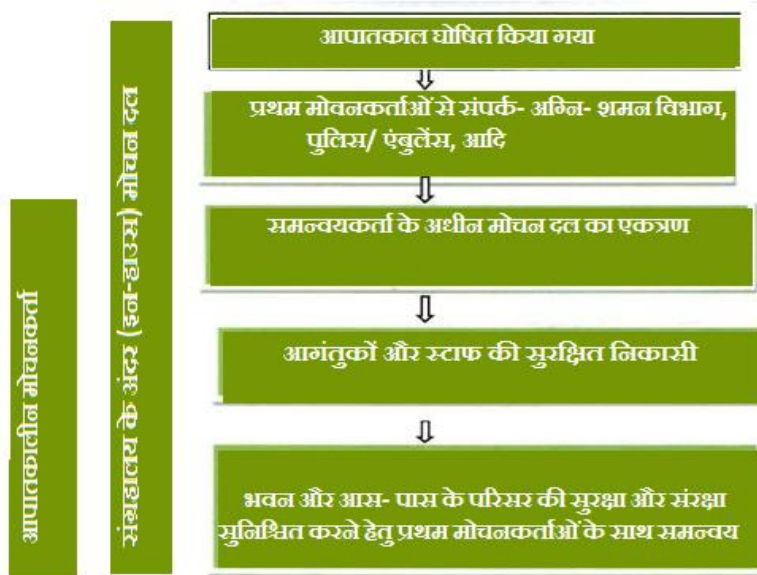 आपातकाल घोषित किया गया
प्रथम मोवनकर्ताओं से संपर्क- अग्नि- शमन विभाग,
पुलिस/ एंबुलेंस, आदि
समन्वयकर्ता के अधीन मोचन दल का एकत्रण
आगंतुकों और स्टाफ की सुरक्षित निकासी
भवन और आस- पास के परिसर की सुरक्षा और संरक्षा
सुनिश्चित करने हेतु प्रथम मोचनकर्ताओं के साथ समन्वय
संग्रहालय के अंदर (इन-हाउस) मोचन दल
आपातकालीन मोचनकर्ता